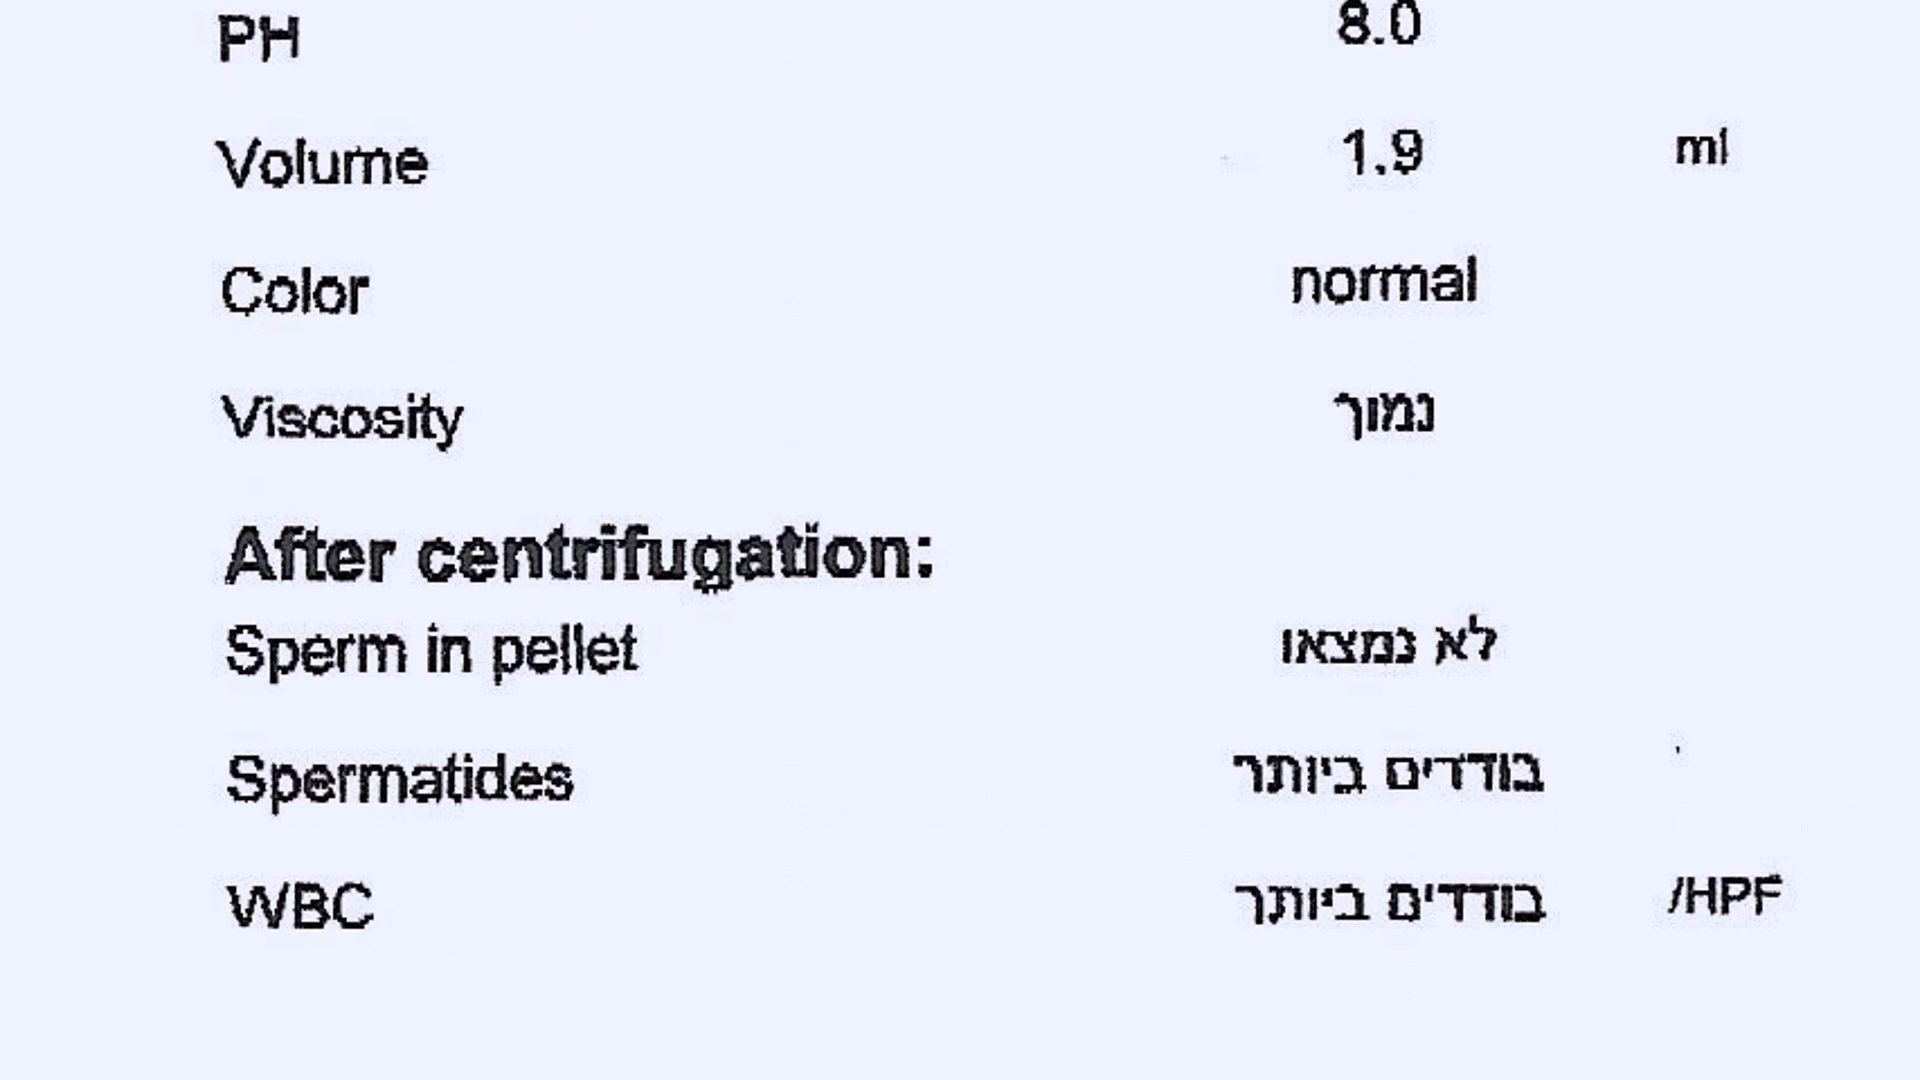 PH 8.0
Volume 1.9 ml
Color normal
Viscosity נמוך
After centrifugation:
Sperm in pellet לא נמצאו
Spermatides בודדים ביותר
WBC בודדים ביותר /HPF